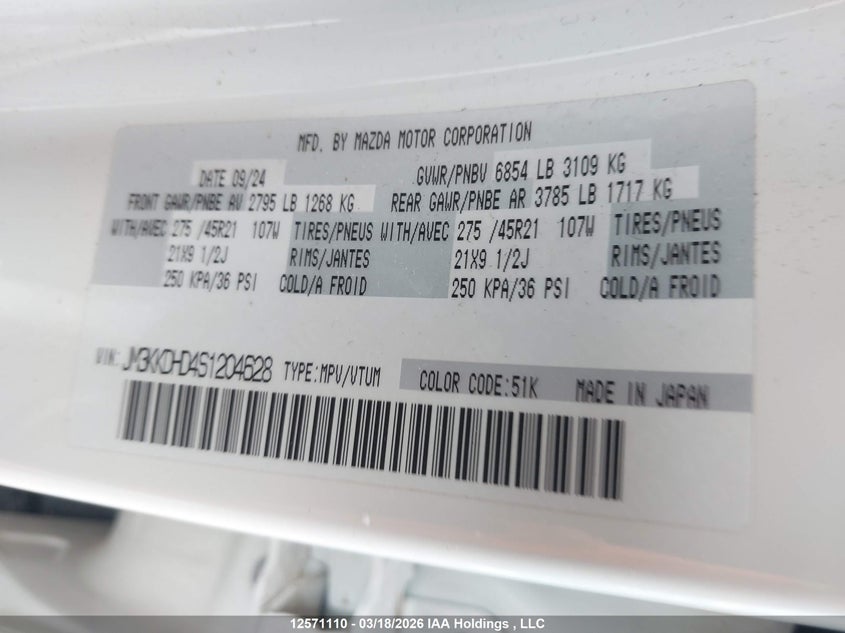 MFD. BY MAZDA MOTOR CORPORATION
DATE 09/24 GVWR/PNBV 6854 LB 3109 KG
FRONT GAWR/PNBE AV 2795 LB 1268 KG REAR GAWR/PNBE AR 3785 LB 1717 KG
WITH/AVEC 275 /45R21 107W TIRES/PNEUS WITH/AVEC 275 /45R21 107W TIRES/PNEUS
21X9 1/2J RIMS/JANTES 21X9 1/2J RIMS/JANTES
250 KPA/36 PSI COLD/A FROID 250 KPA/36 PSI COLD/A FROID
VIN: JM3KKDHD4S1204628 TYPE:MPV/VTUM COLOR CODE:51K MADE IN JAPAN
12571110 - 03/18/2026 IAA Holdings , LLC